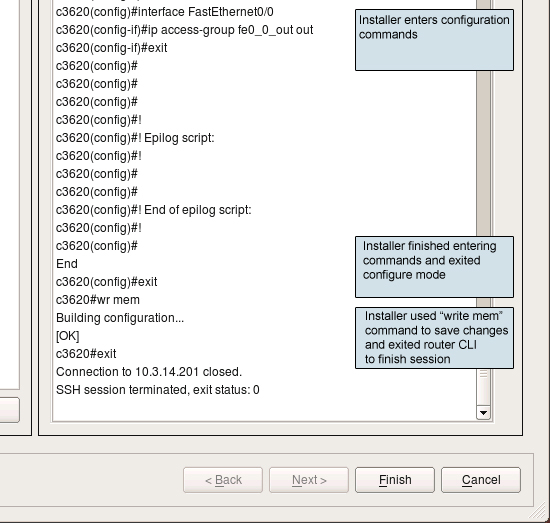 c3620(config)#interface FastEthernet0/0
c3620(config-if)#ip access-group fe0_0_out out
c3620(config-if)#exit
c3620(config)#
c3620(config)#
c3620(config)#
c3620(config)#!
c3620(config)#! Epilog script:
c3620(config)#!
c3620(config)#
c3620(config)#
c3620(config)#! End of epilog script:
c3620(config)#!
c3620(config)#
End
c3620(config)#exit
c3620#wr mem
Building configuration...
[OK]
c3620#exit
Connection to 10.3.14.201 closed.
SSH session terminated, exit status: 0
Installer enters configuration
commands
Installer finished entering
commands and exited
configure mode
Installer used “write mem”
command to save changes
and exited router CLI
to finish session
< Back
Next >
Finish
Cancel